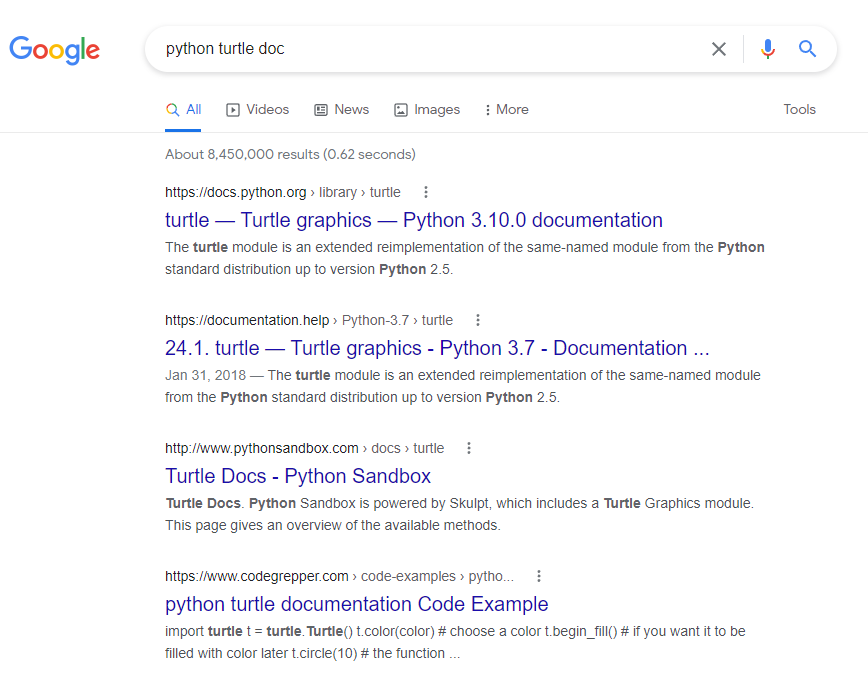 Google
python turtle doc
All Videos News Images More Tools
About 8,450,000 results (0.62 seconds)
https://docs.python.org › library › turtle
turtle — Turtle graphics — Python 3.10.0 documentation
The turtle module is an extended reimplementation of the same-named module from the Python
standard distribution up to version Python 2.5.
https://documentation.help › Python-3.7 › turtle
24.1. turtle — Turtle graphics - Python 3.7 - Documentation ...
Jan 31, 2018 — The turtle module is an extended reimplementation of the same-named module
from the Python standard distribution up to version Python 2.5.
http://www.pythonsandbox.com › docs › turtle
Turtle Docs - Python Sandbox
Turtle Docs. Python Sandbox is powered by Skulpt, which includes a Turtle Graphics module.
This page gives an overview of the available methods.
https://www.codegrepper.com › code-examples › pytho...
python turtle documentation Code Example
import turtle t = turtle.Turtle() t.color(color) # choose a color t.begin_fill() # if you want it to be
filled with color later t.circle(10) # the function ...